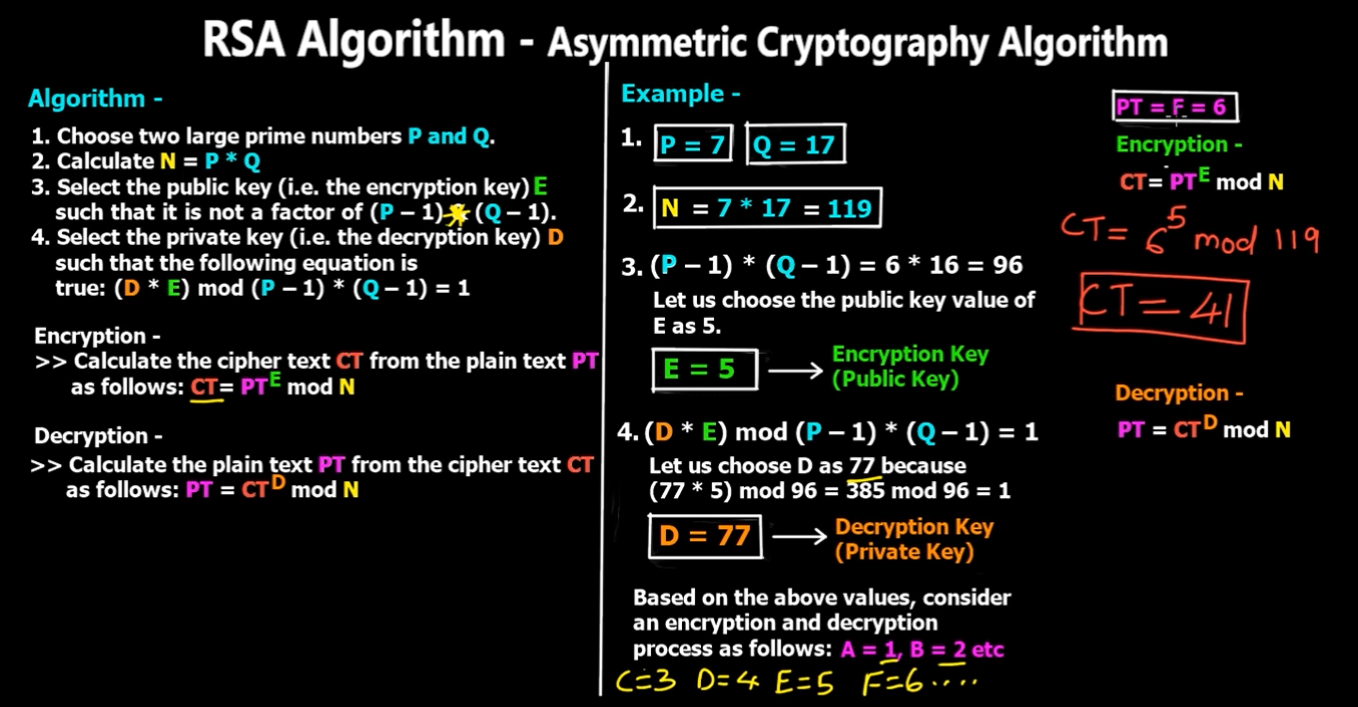 RSA Algorithm - Asymmetric Cryptography Algorithm
Algorithm -
1. Choose two large prime numbers P and Q.
2. Calculate N = P * Q
3. Select the public key (i.e. the encryption key) E
such that it is not a factor of (P – 1) * (Q – 1).
4. Select the private key (i.e. the decryption key) D
such that the following equation is
true: (D * E) mod (P – 1) * (Q – 1) = 1
Encryption -
>> Calculate the cipher text CT from the plain text PT
as follows: CT= PT^E mod N
Decryption -
>> Calculate the plain text PT from the cipher text CT
as follows: PT = CT^D mod N
Example -
1. P = 7 Q = 17
2. N = 7 * 17 = 119
3. (P – 1) * (Q – 1) = 6 * 16 = 96
Let us choose the public key value of
E as 5.
E = 5 → Encryption Key
(Public Key)
4. (D * E) mod (P – 1) * (Q – 1) = 1
Let us choose D as 77 because
(77 * 5) mod 96 = 385 mod 96 = 1
D = 77 → Decryption Key
(Private Key)
Based on the above values, consider
an encryption and decryption
process as follows: A = 1, B = 2 etc
C=3 D=4 E=5 F=6 ....
PT = F = 6
Encryption -
CT= PT^E mod N
CT= 6^5 mod 119
CT= 41
Decryption -
PT = CT^D mod N